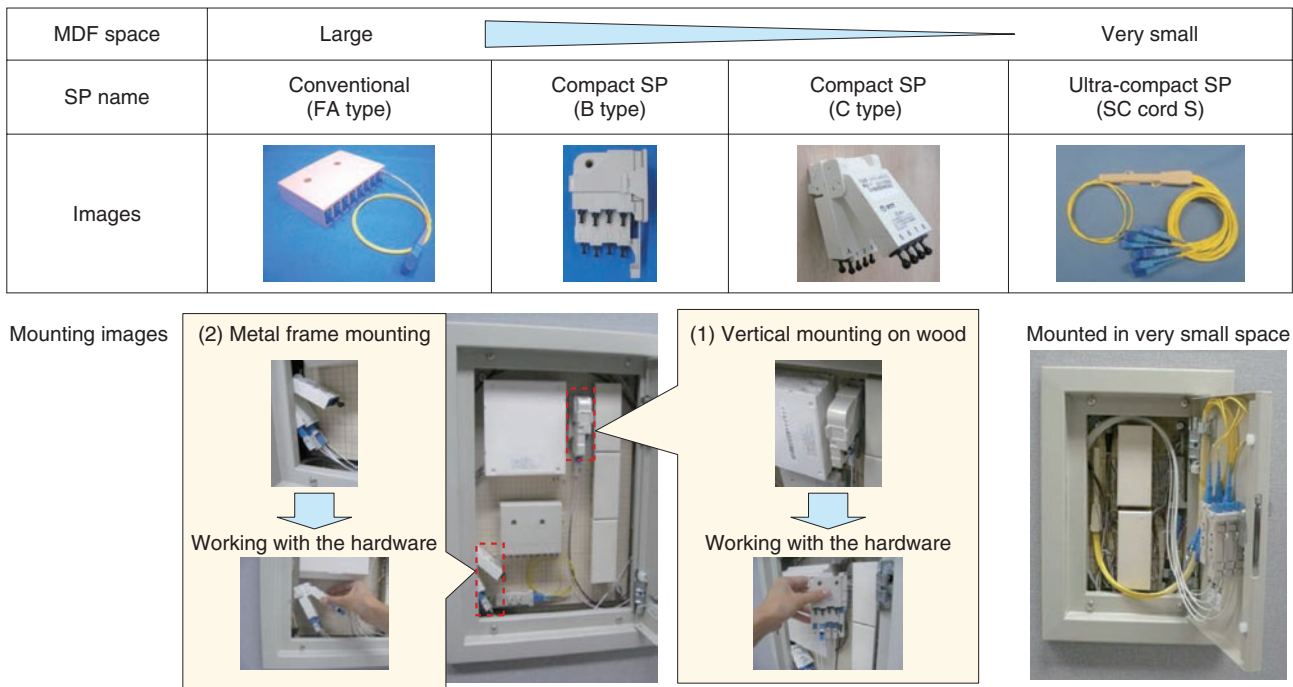 MDF space
Large
Very small
SP name
Conventional
(FA type)
Compact SP
(B type)
Compact SP
(C type)
Ultra-compact SP
(SC cord S)
Images
Mounting images
(2) Metal frame mounting
Working with the hardware
(1) Vertical mounting on wood
Working with the hardware
Mounted in very small space